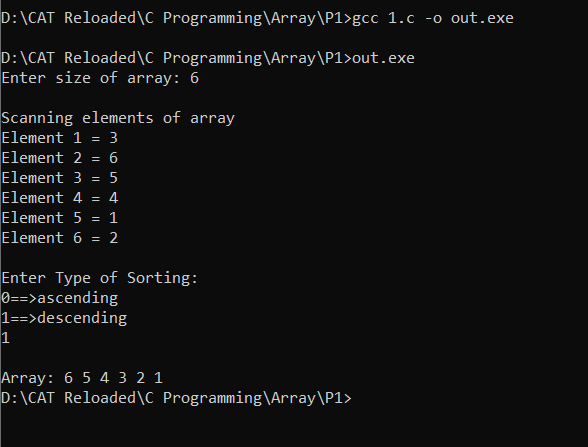 D:\CAT Reloaded\C Programming\Array\P1>gcc 1.c -o out.exe
D:\CAT Reloaded\C Programming\Array\P1>out.exe
Enter size of array: 6
Scanning elements of array
Element 1 = 3
Element 2 = 6
Element 3 = 5
Element 4 = 4
Element 5 = 1
Element 6 = 2
Enter Type of Sorting:
0==>ascending
1==>descending
1
Array: 6 5 4 3 2 1
D:\CAT Reloaded\C Programming\Array\P1>